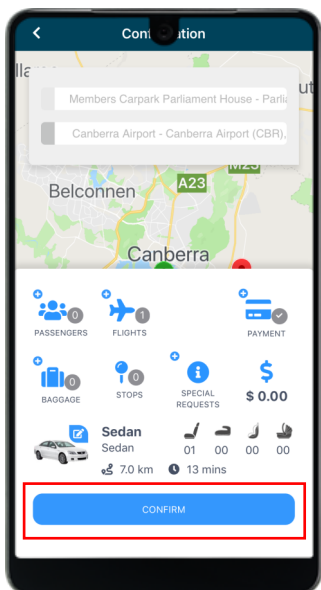 Conf ation
Members Carpark Parliament House - Parlia
Canberra Airport - Canberra Airport (CBR).
M23
A23
Belconnen
Canberra
0
1
PASSENGERS
FLIGHTS
PAYMENT
0
0
BAGGAGE
STOPS
SPECIAL
REQUESTS
$ 0.00
Sedan
Sedan
01 00 00 00
7.0 km 13 mins
CONFIRM